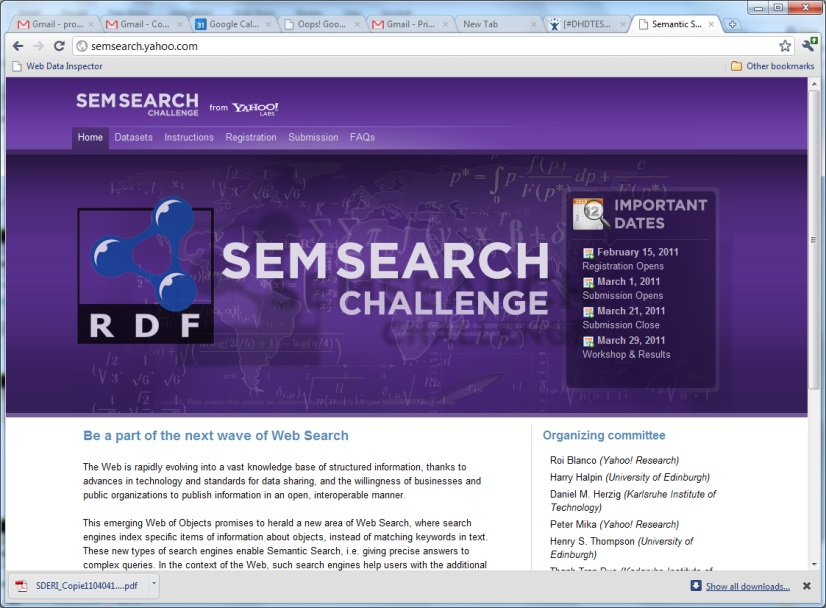 Gmail - pro...
Gmail - Co...
31 Google Cal...
Oops! Goo...
Gmail - Pri...
New Tab
[#DHDTES...
Semantic S...
semsearch.yahoo.com
Web Data Inspector
Other bookmarks
SEMSEARCH
CHALLENGE
from YAHOO!
LABS
Home Datasets Instructions Registration Submission FAQs
RDF
SEMSEARCH
CHALLENGE
12
IMPORTANT
DATES
February 15, 2011
Registration Opens
March 1, 2011
Submission Opens
March 21, 2011
Submission Close
March 29, 2011
Workshop & Results
Be a part of the next wave of Web Search
The Web is rapidly evolving into a vast knowledge base of structured information, thanks to
advances in technology and standards for data sharing, and the willingness of businesses and
public organizations to publish information in an open, interoperable manner.
This emerging Web of Objects promises to herald a new area of Web Search, where search
engines index specific items of information about objects, instead of matching keywords in text.
These new types of search engines enable Semantic Search, i.e. giving precise answers to
complex queries. In the context of the Web, such search engines help users with the additional
Organizing committee
Roi Blanco (Yahoo! Research)
Harry Halpin (University of Edinburgh)
Daniel M. Herzig (Karlsruhe Institute of
Technology)
Peter Mika (Yahoo! Research)
Henry S. Thompson (University of
Edinburgh)
SDERI_Copie1104041....pdf
Show all downloads...